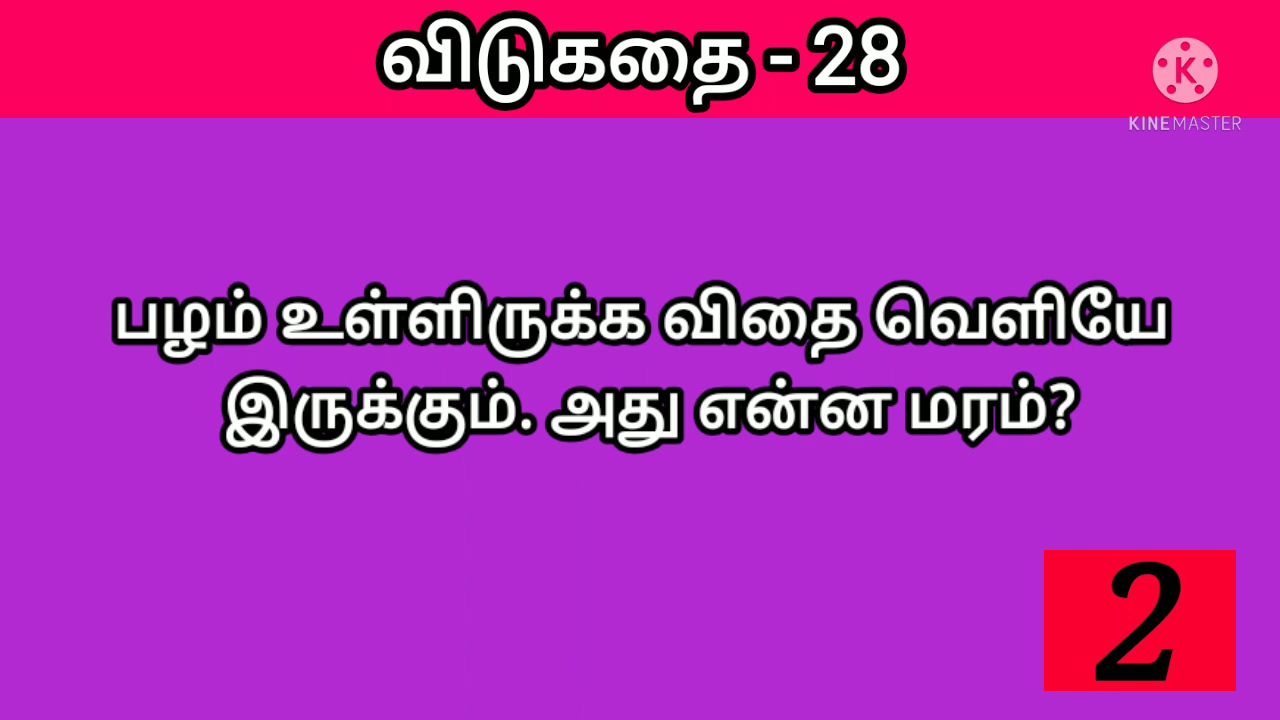 விடுகதை - 28
KINEMASTER
பழம் உள்ளிருக்க விதை வெளியே
இருக்கும். அது என்ன மரம்?
2